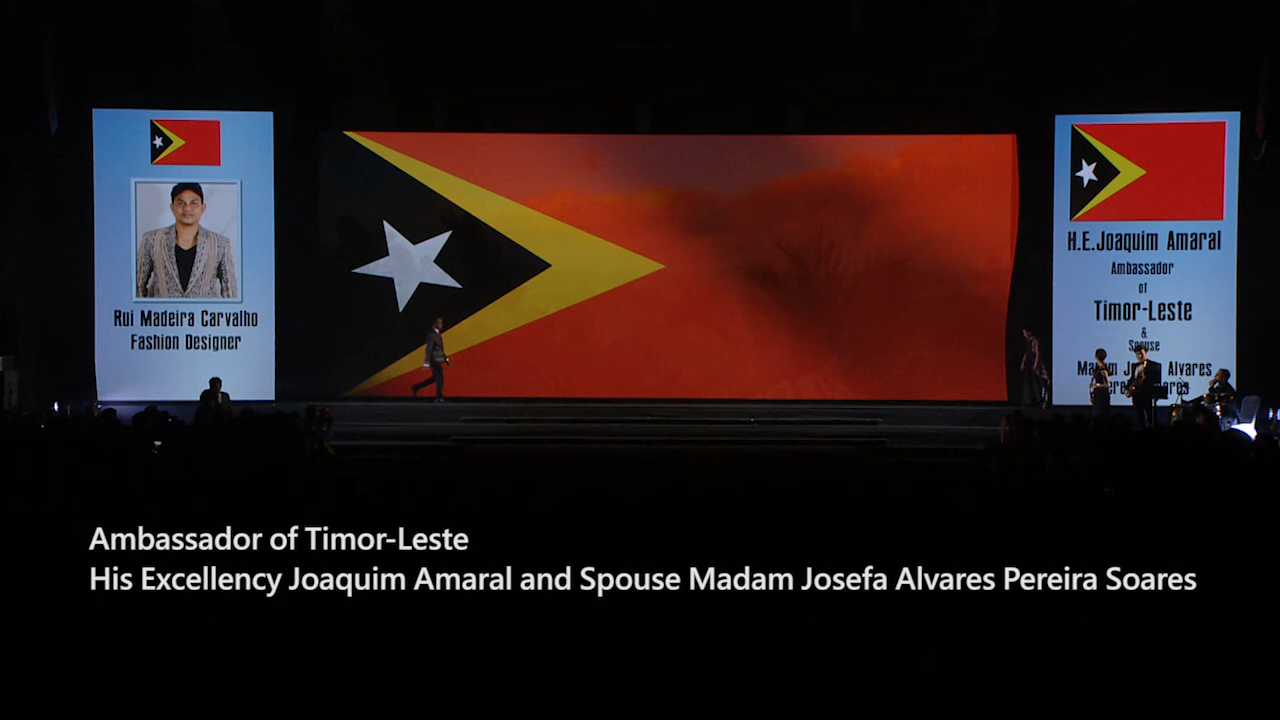 Rui Madeira Carvalho
Fashion Designer
H.E.Joaquim Amaral
Ambassador
of
Timor-Leste
&
Spouse
Alvares
Ambassador of Timor-Leste
His Excellency Joaquim Amaral and Spouse Madam Josefa Alvares Pereira Soares